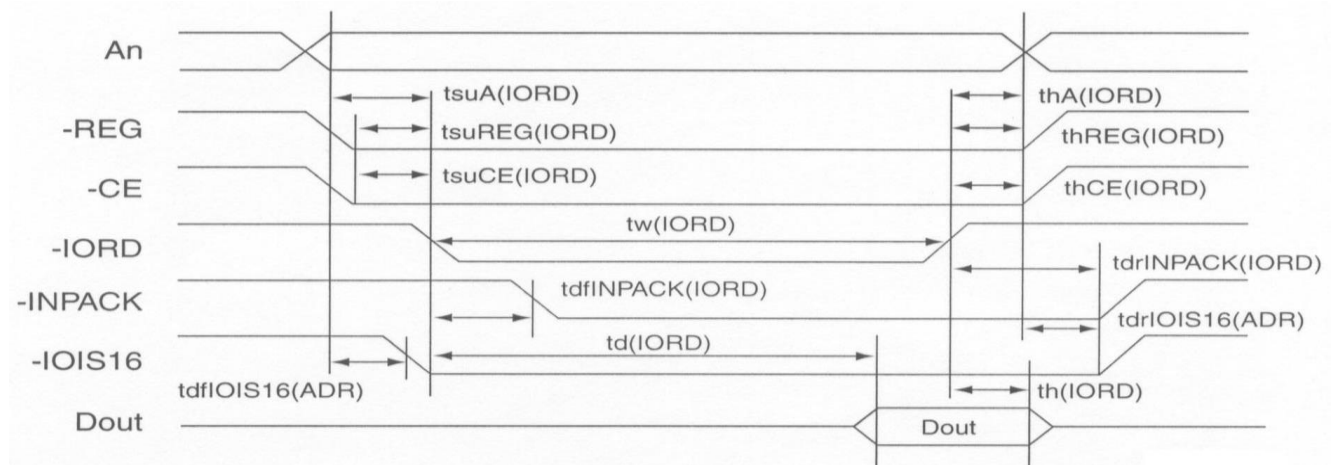 An
tsuA(IORD)
thA(IORD)
-REG
tsuREG(IORD)
thREG(IORD)
-CE
tsuCE(IORD)
thCE(IORD)
-IORD
tw(IORD)
tdrINPACK(IORD)
-INPACK
tdfINPACK(IORD)
tdrIOIS16(ADR)
-IOIS16
td(IORD)
tdfIOIS16(ADR)
th(IORD)
Dout
Dout